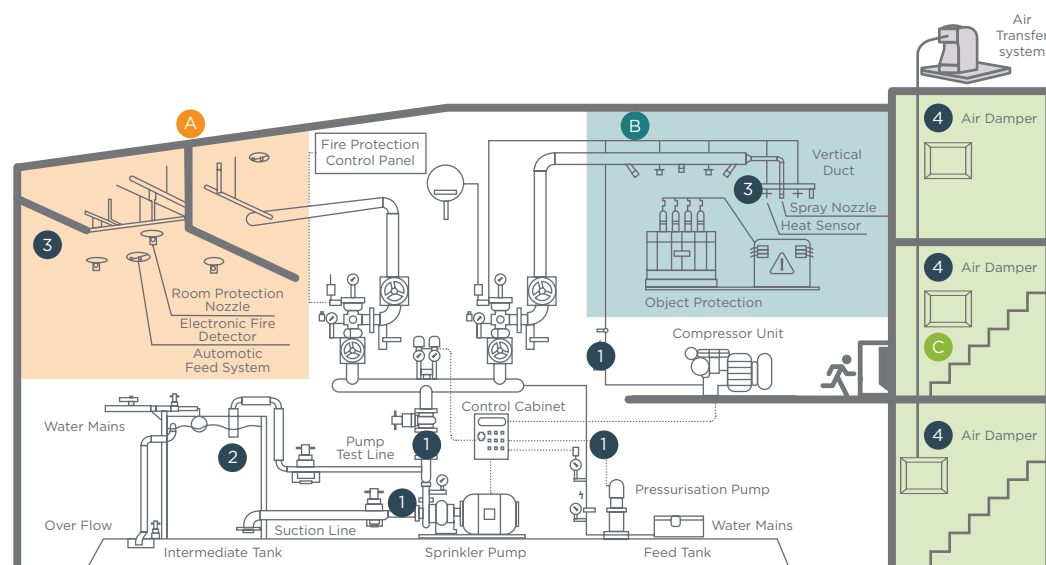 Air
Transfer
system
A
B
4
Air Damper
Fire Protection
Control Panel
Vertical
Duct
3
Spray Nozzle
Heat Sensor
3
4
Air Damper
Room Protection
Nozzle
Electronic Fire
Detector
Automatic
Feed System
Object Protection
Compressor Unit
1
C
Control Cabinet
Water Mains
Pump
Test Line
1
1
4
Air Damper
2
Pressurisation Pump
1
Over Flow
Suction Line
Water Mains
Intermediate Tank
Sprinkler Pump
Feed Tank